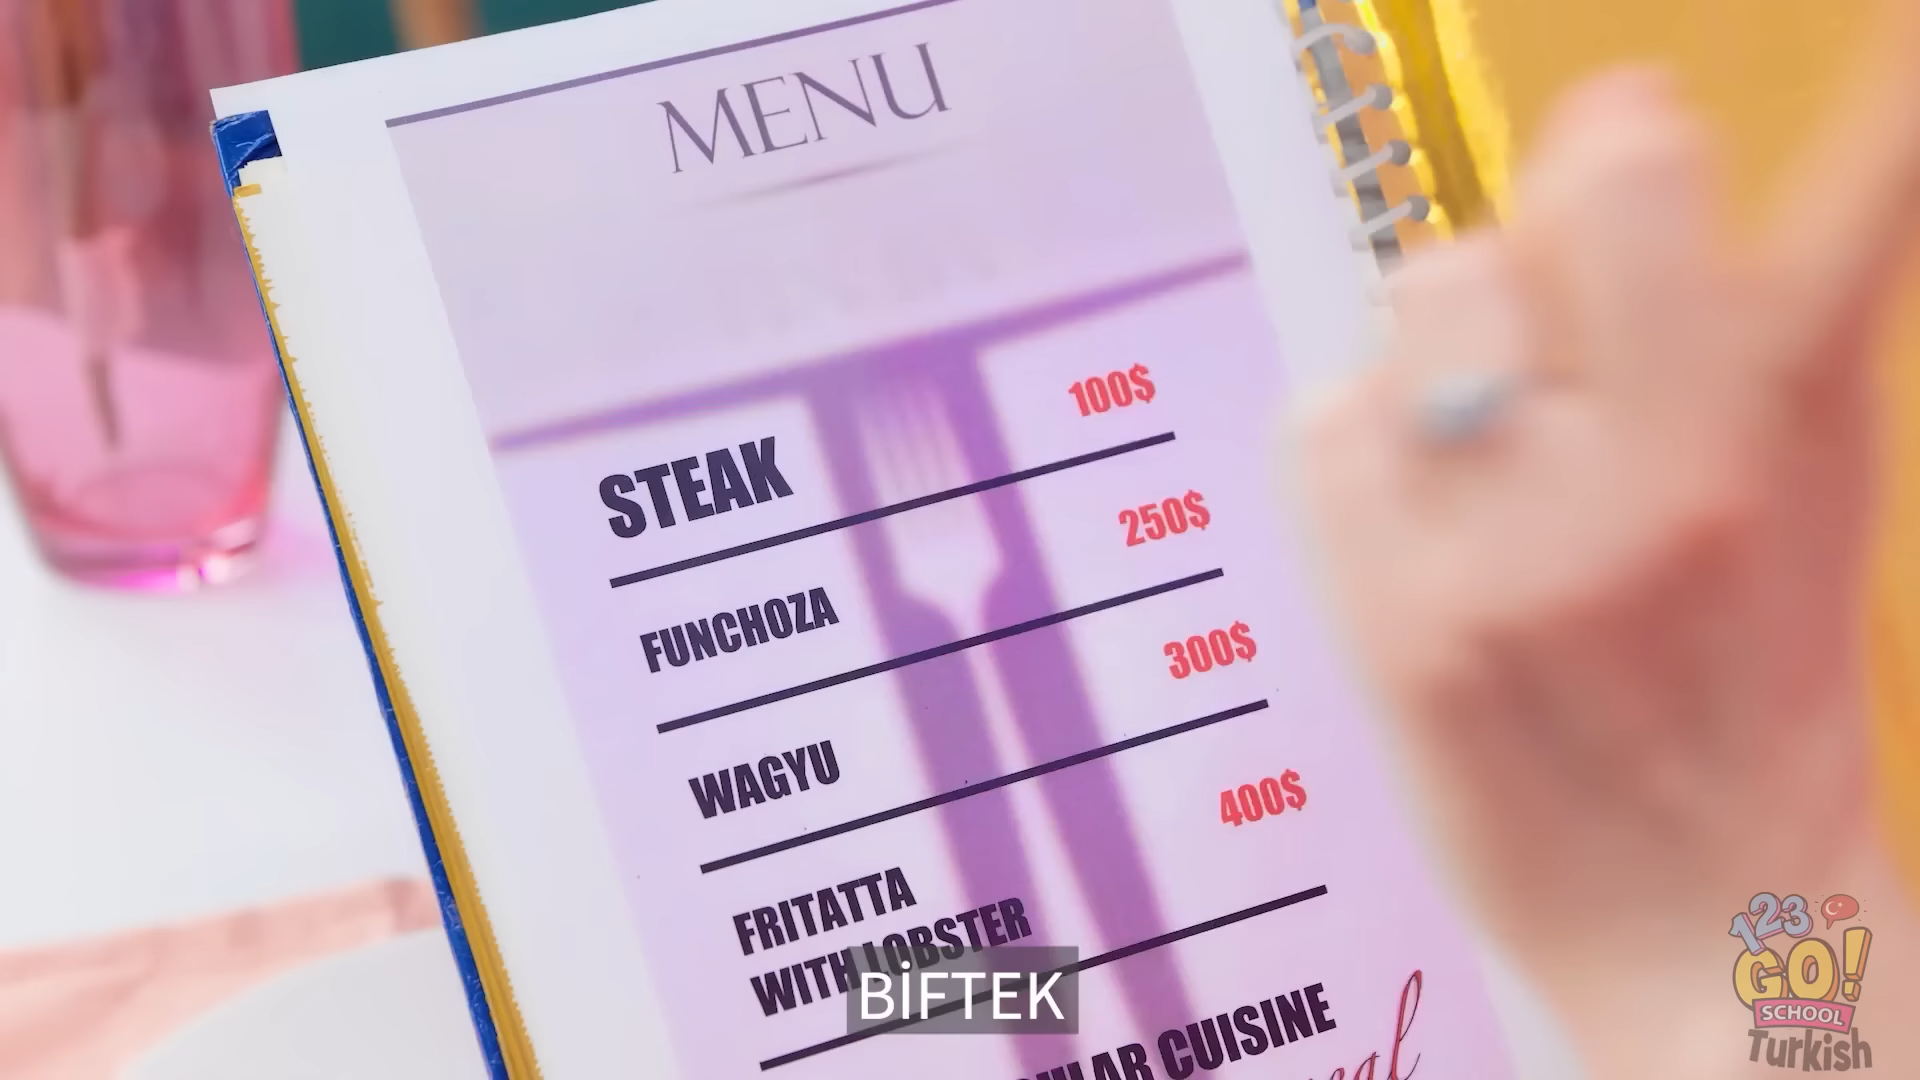 MENU
100$
STEAK
250$
FUNCHOZA
300$
WAGYU
400$
FRITATTA
WITH LOBSTER
BİFTEK
CUISINE
123
GO!
SCHOOL
Turkish